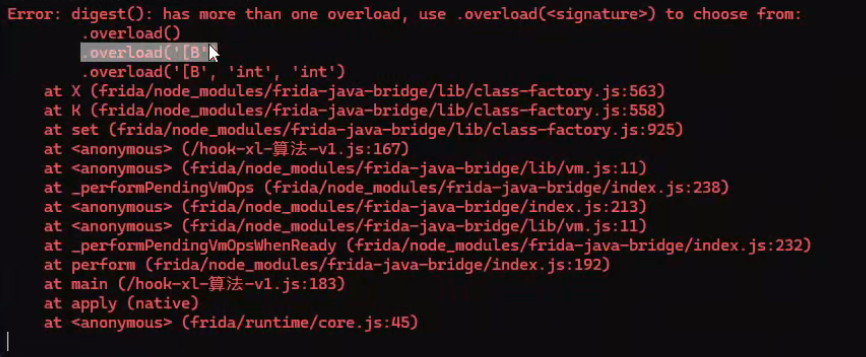 Error: digest(): has more than one overload, use .overload(<signature>) to choose from:
.overload()
.overload('[B')
.overload('[B', 'int', 'int')
at X (frida/node_modules/frida-java-bridge/lib/class-factory.js:563)
at K (frida/node_modules/frida-java-bridge/lib/class-factory.js:558)
at set (frida/node_modules/frida-java-bridge/lib/class-factory.js:925)
at <anonymous> (/hook-xl-算法-v1.js:167)
at <anonymous> (frida/node_modules/frida-java-bridge/lib/vm.js:11)
at _performPendingVmOps (frida/node_modules/frida-java-bridge/index.js:238)
at <anonymous> (frida/node_modules/frida-java-bridge/index.js:213)
at <anonymous> (frida/node_modules/frida-java-bridge/lib/vm.js:11)
at _performPendingVmOpsWhenReady (frida/node_modules/frida-java-bridge/index.js:232)
at perform (frida/node_modules/frida-java-bridge/index.js:192)
at main (/hook-xl-算法-v1.js:183)
at apply (native)
at <anonymous> (frida/runtime/core.js:45)